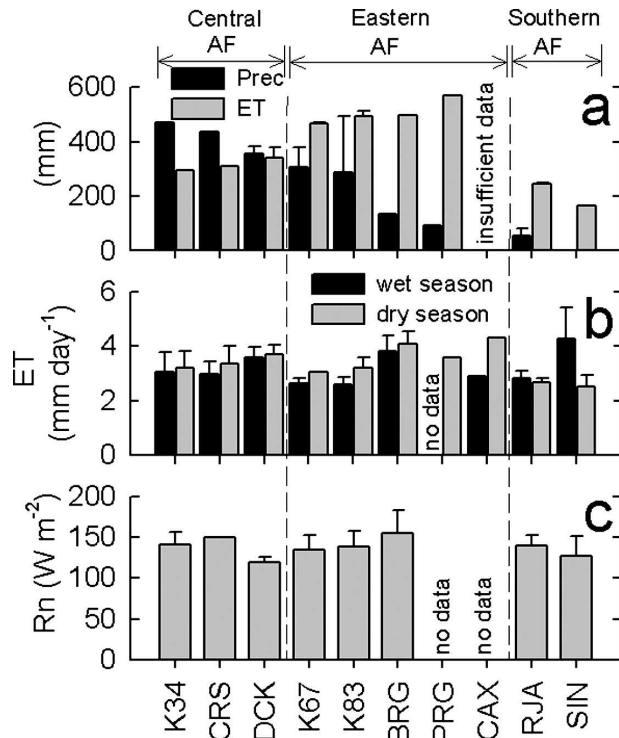 Central Eastern Southern
AF AF AF
Prec
ET
a
600
400
200
0
(mm)
insufficient data
wet season
dry season
b
6
4
2
0
ET
(mm day⁻¹)
no data
c
200
150
100
50
0
Rn (W m⁻²)
no data
no data
K34 CRS DCK K67 K83 BRG PRG CAX RJA SIN